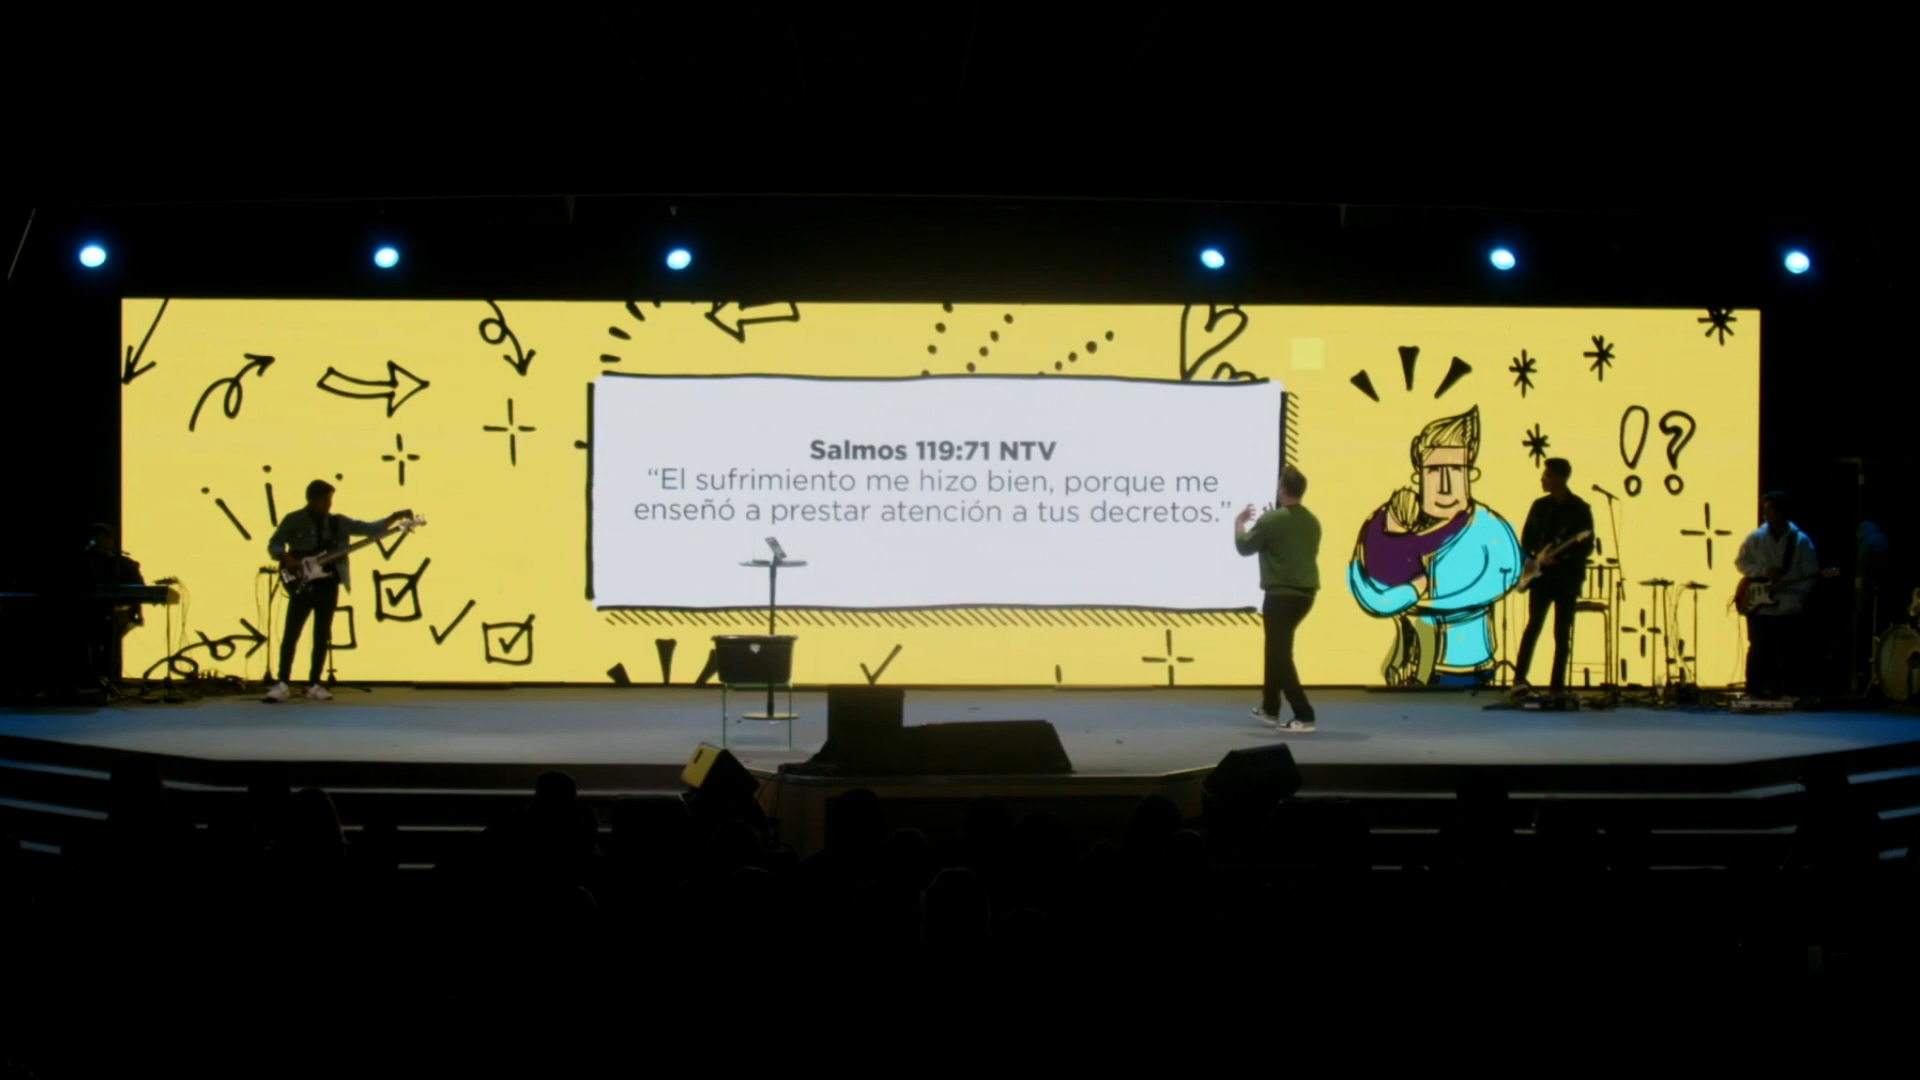 Salmos 119:71 NTV
“El sufrimiento me hizo bien, porque me
enseñó a prestar atención a tus decretos.”
!?